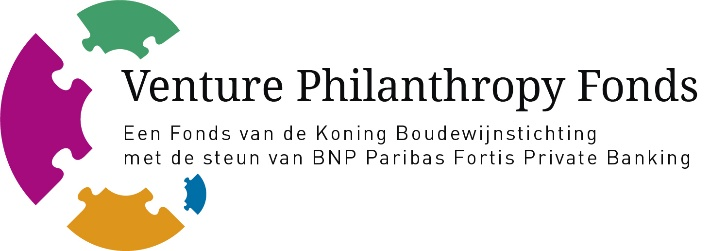 Venture Philanthropy Fonds
Een Fonds van de Koning Boudewijnstichting
met de steun van BNP Paribas Fortis Private Banking